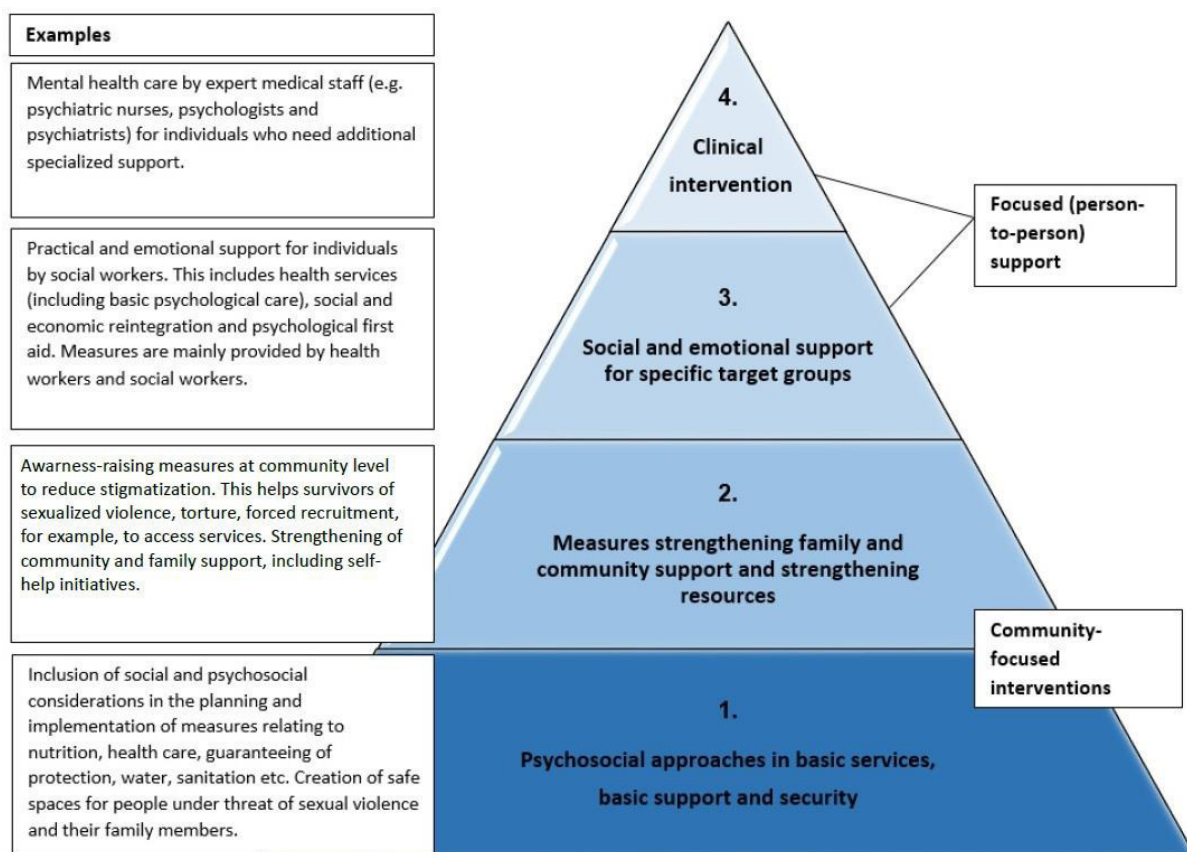 Examples
Mental health care by expert medical staff (e.g.
psychiatric nurses, psychologists and
psychiatrists) for individuals who need additional
specialized support.
4.
Clinical
intervention
Focused (person-
to-person)
support
Practical and emotional support for individuals
by social workers. This includes health services
(including basic psychological care), social and
economic reintegration and psychological first
aid. Measures are mainly provided by health
workers and social workers.
3.
Social and emotional support
for specific target groups
Awarness-raising measures at community level
to reduce stigmatization. This helps survivors of
sexualized violence, torture, forced recruitment,
for example, to access services. Strengthening of
community and family support, including self-
help initiatives.
2.
Measures strengthening family and
community support and strengthening
resources
Community-
focused
interventions
Inclusion of social and psychosocial
considerations in the planning and
implementation of measures relating to
nutrition, health care, guaranteeing of
protection, water, sanitation etc. Creation of safe
spaces for people under threat of sexual violence
and their family members.
1.
Psychosocial approaches in basic services,
basic support and security